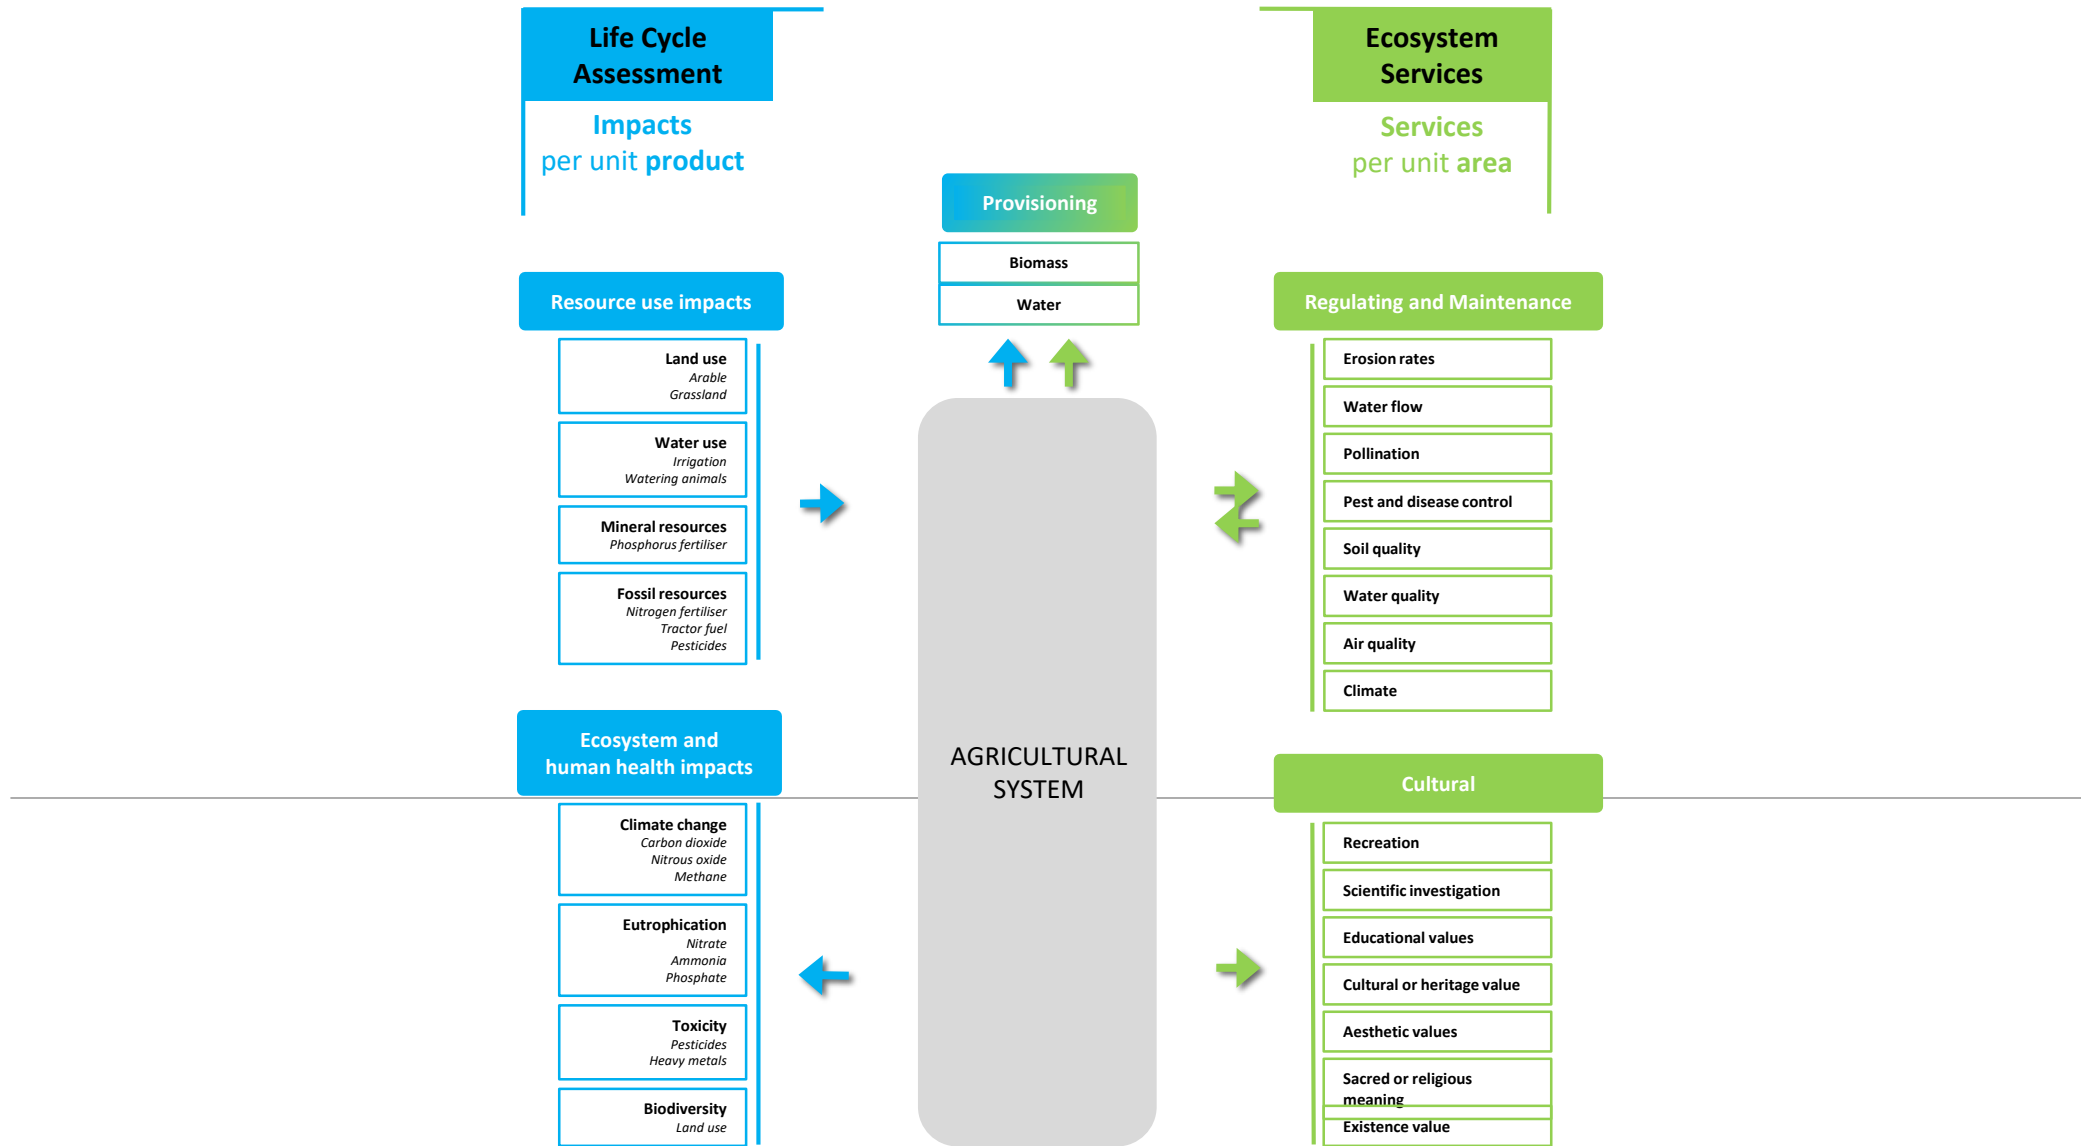 Life Cycle
Assessment
Impacts
per unit product
Ecosystem
Services
Services
per unit area
Provisioning
Biomass
Water
Resource use impacts
Land use
Arable
Grassland
Water use
Irrigation
Watering animals
Mineral resources
Phosphorus fertiliser
Fossil resources
Nitrogen fertiliser
Tractor fuel
Pesticides
Ecosystem and
human health impacts
Climate change
Carbon dioxide
Nitrous oxide
Methane
Eutrophication
Nitrate
Ammonia
Phosphate
Toxicity
Pesticides
Heavy metals
Biodiversity
Land use
AGRICULTURAL
SYSTEM
Regulating and Maintenance
Erosion rates
Water flow
Pollination
Pest and disease control
Soil quality
Water quality
Air quality
Climate
Cultural
Recreation
Scientific investigation
Educational values
Cultural or heritage value
Aesthetic values
Sacred or religious
meaning
Existence value